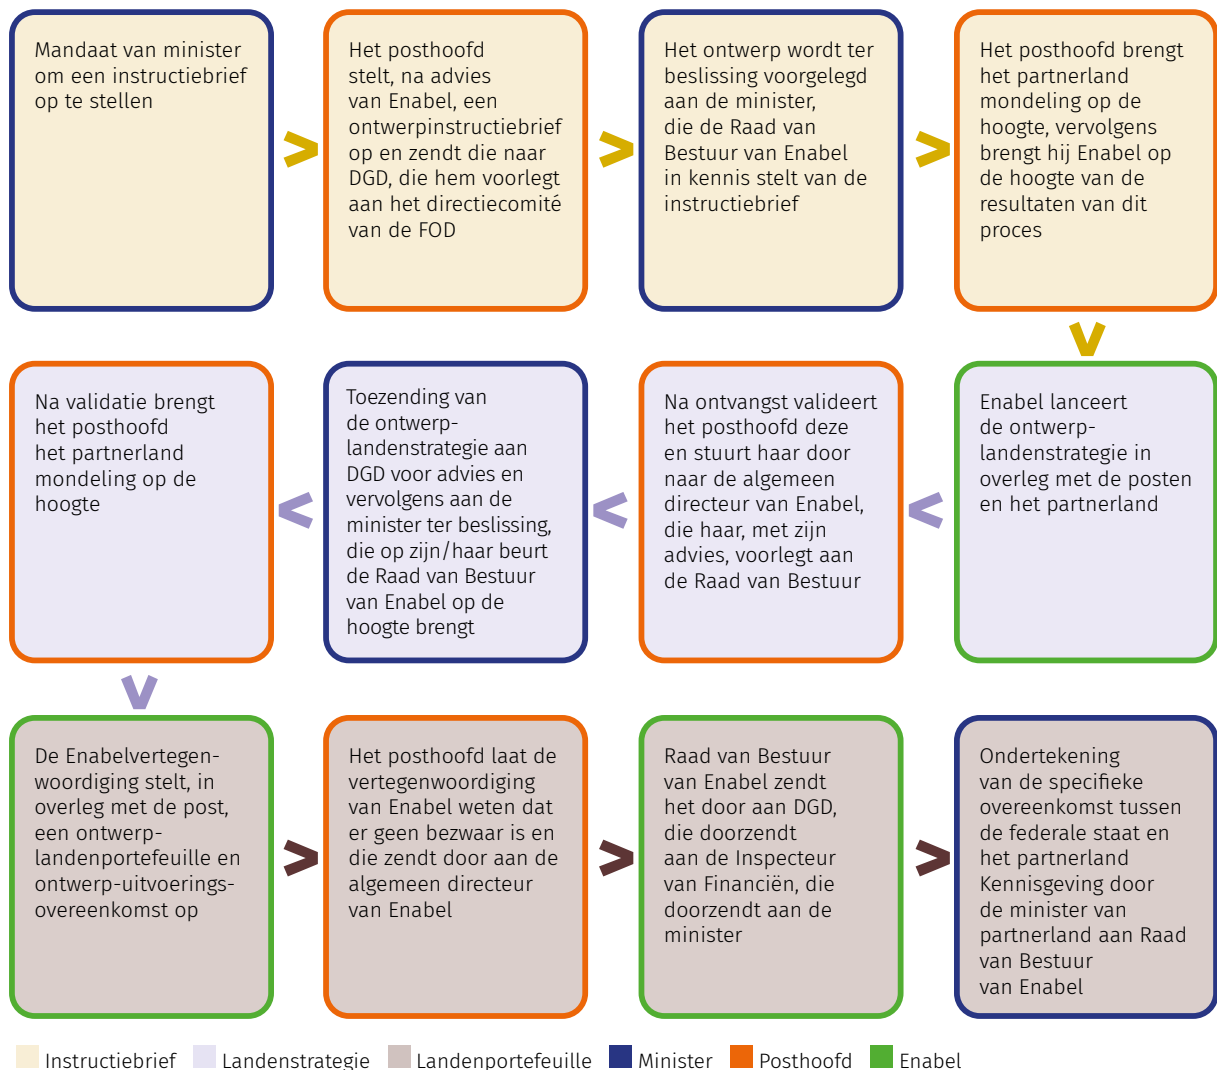 Mandaat van minister
om een instructiebrief
op te stellen
Het posthoofd
stelt, na advies
van Enabel, een
ontwerpinstructiebrief
op en zendt die naar
DGD, die hem voorlegt
aan het directiecomité
van de FOD
Het ontwerp wordt ter
beslissing voorgelegd
aan de minister,
die de Raad van
Bestuur van Enabel
in kennis stelt van de
instructiebrief
Het posthoofd brengt
het partnerland
mondeling op de
hoogte, vervolgens
brengt hij Enabel op
de hoogte van de
resultaten van dit
proces
Enabel lanceert
de ontwerp-
landenstrategie in
overleg met de posten
en het partnerland
Na ontvangst valideert
het posthoofd deze
en stuurt haar door
naar de algemeen
directeur van Enabel,
die haar, met zijn
advies, voorlegt aan
de Raad van Bestuur
Toezending van
de ontwerp-
landenstrategie aan
DGD voor advies en
vervolgens aan de
minister ter beslissing,
die op zijn/haar beurt
de Raad van Bestuur
van Enabel op de
hoogte brengt
Na validatie brengt
het posthoofd
het partnerland
mondeling op de
hoogte
De Enabelvertegen-
woordiging stelt, in
overleg met de post,
een ontwerp-
landenportefeuille en
ontwerp-uitvoerings-
overeenkomst op
Het posthoofd laat de
vertegenwoordiging
van Enabel weten dat
er geen bezwaar is en
die zendt door aan de
algemeen directeur
van Enabel
Raad van Bestuur
van Enabel zendt
het door aan DGD,
die doorzendt
aan de Inspecteur
van Financiën, die
doorzendt aan de
minister
Ondertekening
van de specifieke
overeenkomst tussen
de federale staat en
het partnerland
Kennisgeving door
de minister van
partnerland aan Raad
van Bestuur
van Enabel
Instructiebrief Landenstrategie Landenportefeuille Minister Posthoofd Enabel